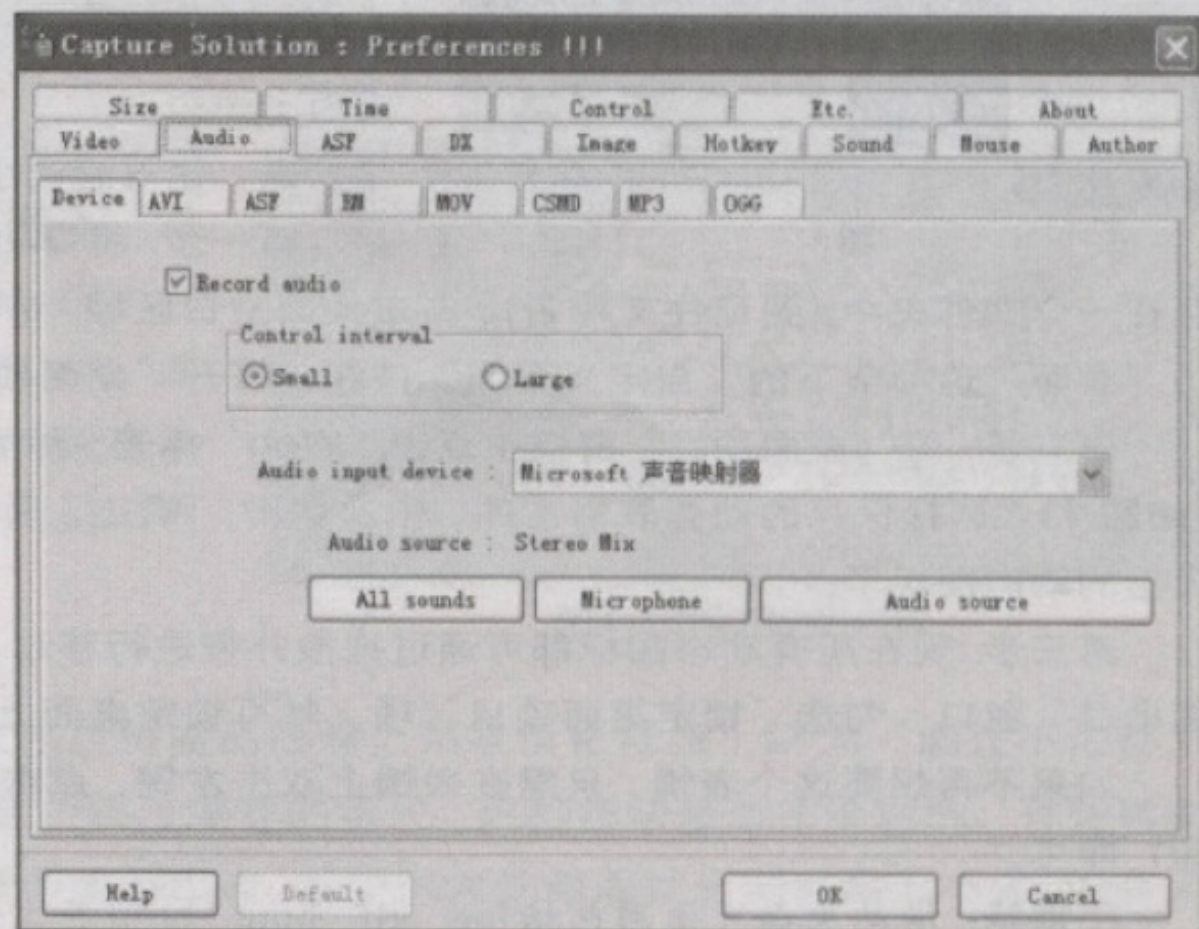 Capture Solution : Preferences !!!
Size Time Control Etc. About
Video Audio ASF DX Image Hotkey Sound Mouse Author
Device AVI ASF RM MOV CSMD MP3 OGG
Record audio
Control interval
Small Large
Audio input device : Microsoft 声音映射器
Audio source : Stereo Mix
All sounds Microphone Audio source
Help Default OK Cancel